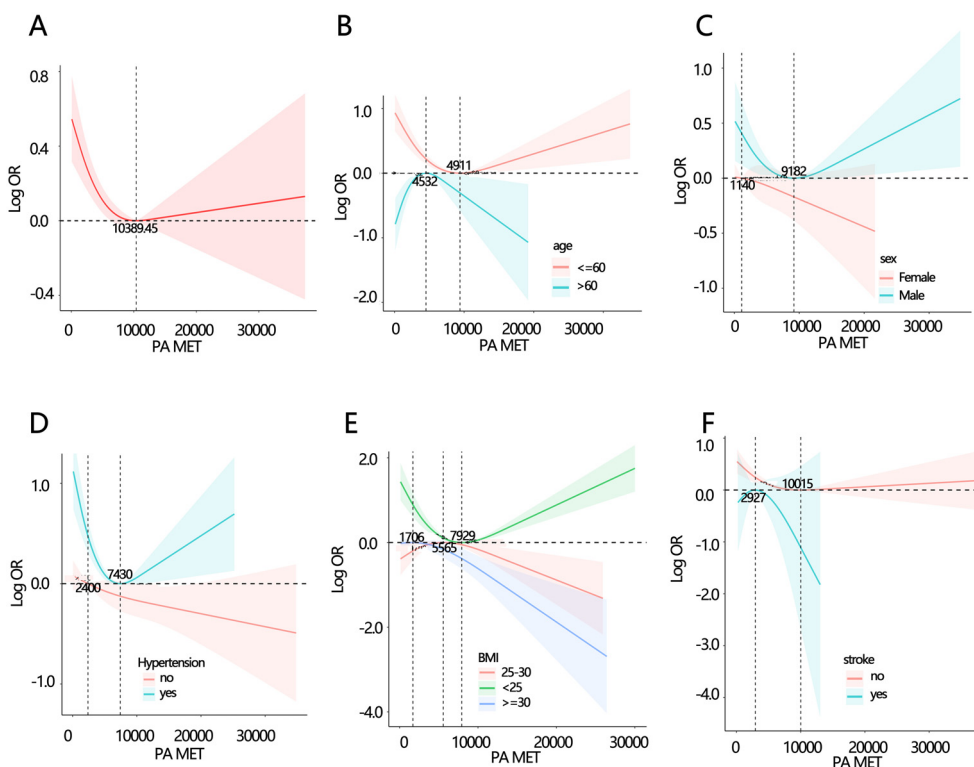 A
0.8
0.4
0.0
-0.4
Log OR
10389.45
0 10000 20000 30000
PA MET
B
1.0
0.0
-1.0
-2.0
Log OR
4911
4532
age
<=60
>60
0 10000 20000 30000
PA MET
C
1.0
0.5
0.0
-0.5
-1.0
Log OR
9182
1140
sex
Female
Male
0 10000 20000 30000
PA MET
D
1.0
0.0
-1.0
Log OR
7430
2400
Hypertension
no
yes
0 10000 20000 30000
PA MET
E
2.0
0.0
-2.0
-4.0
Log OR
1706
7929
5565
BMI
25-30
<25
>=30
0 10000 20000 30000
PA MET
F
1.0
0.0
-1.0
-2.0
-3.0
-4.0
Log OR
10015
2927
stroke
no
yes
0 10000 20000 30000
PA MET